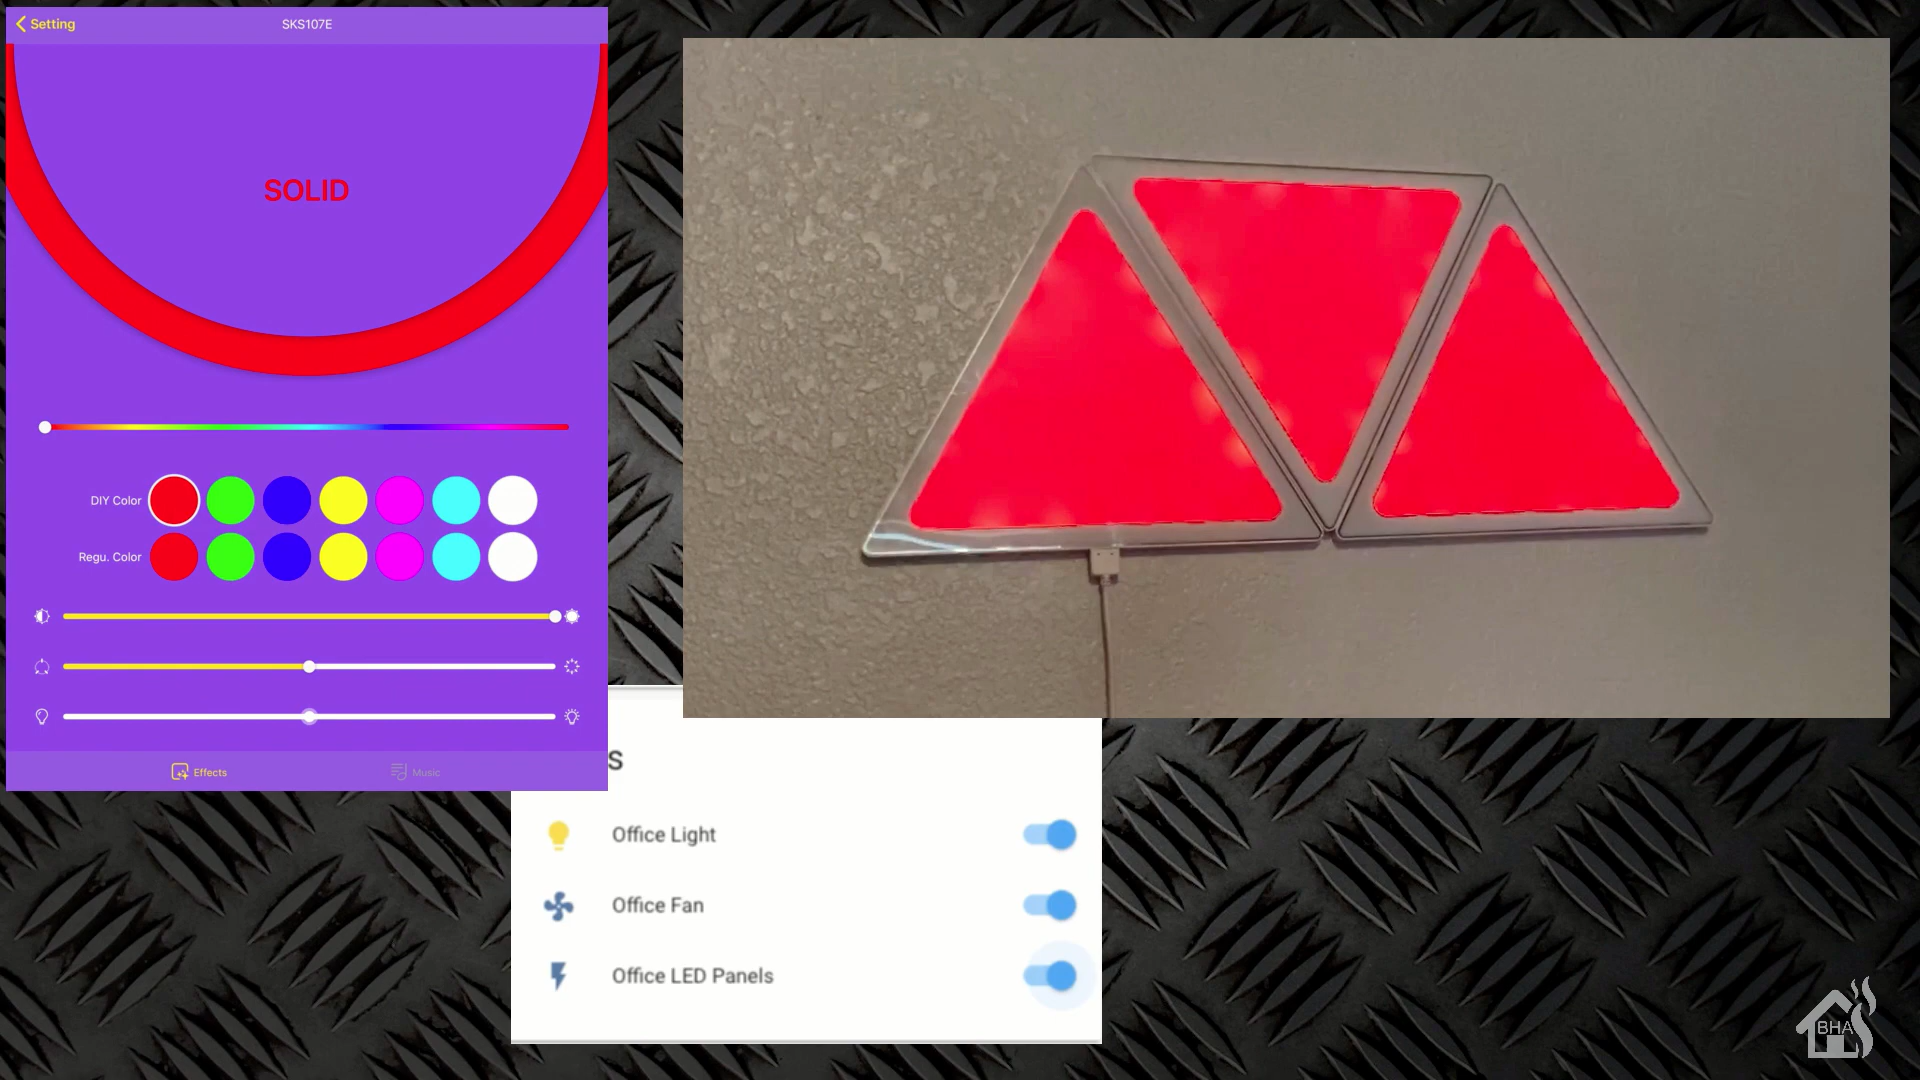 Setting
SKS107E
SOLID
DIY Color
Regu. Color
Effects
Music
s
Office Light
Office Fan
Office LED Panels
BHA